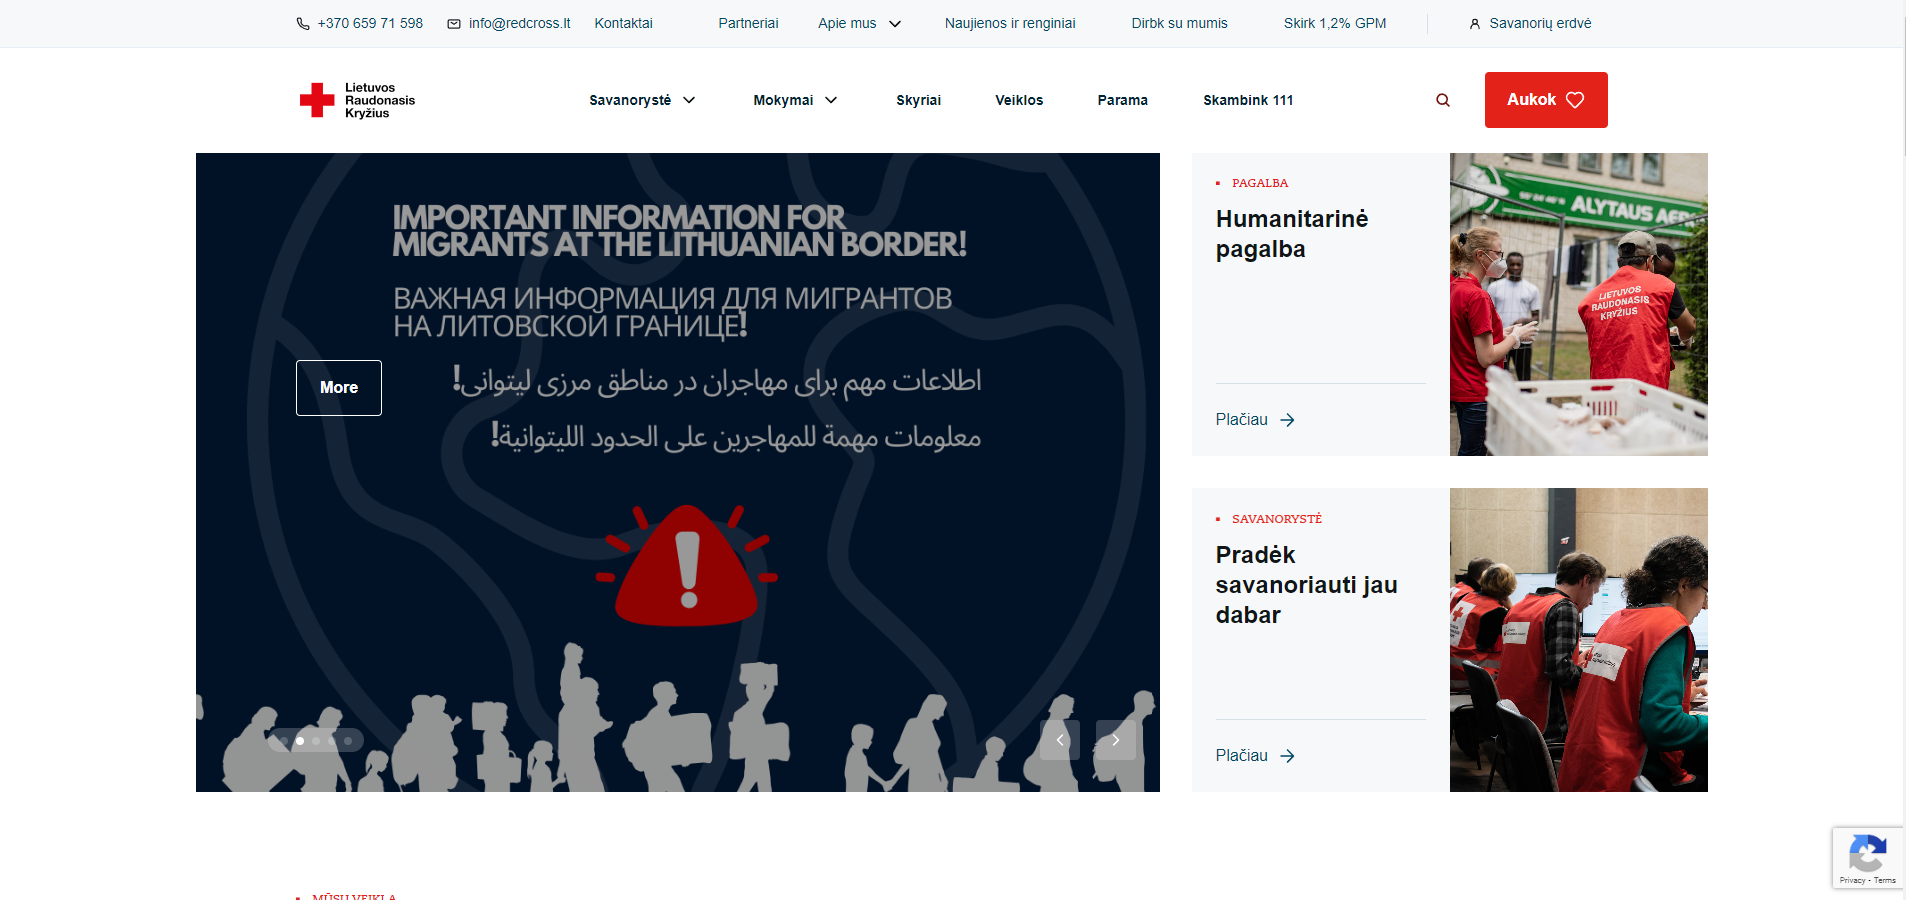 +370 659 71 598
info@redcross.lt
Kontaktai
Partneriai
Apie mus
Naujienos ir renginiai
Dirbk su mumis
Skirk 1,2% GPM
Savanorių erdvė
Lietuvos
Raudonasis
Kryžius
Savanorystė
Mokymai
Skyriai
Veiklos
Parama
Skambink 111
Aukok
IMPORTANT INFORMATION FOR
MIGRANTS AT THE LITHUANIAN BORDER!
ВАЖНАЯ ИНФОРМАЦИЯ ДЛЯ МИГРАНТОВ
НА ЛИТОВСКОЙ ГРАНИЦЕ!
اطلاعات مهم برای مهاجران در مناطق مرزی لیتوانی!
More
معلومات مهمة للمهاجرين على الحدود الليتوانية!
PAGALBA
Humanitarinė
pagalba
Plačiau
ALYTAUS
LIETUVOS
RAUDONASIS
KRYŽIUS
SAVANORYSTĖ
Pradėk
savanoriauti jau
dabar
Plačiau
MŪSŲ VEIKLA
Privacy - Terms